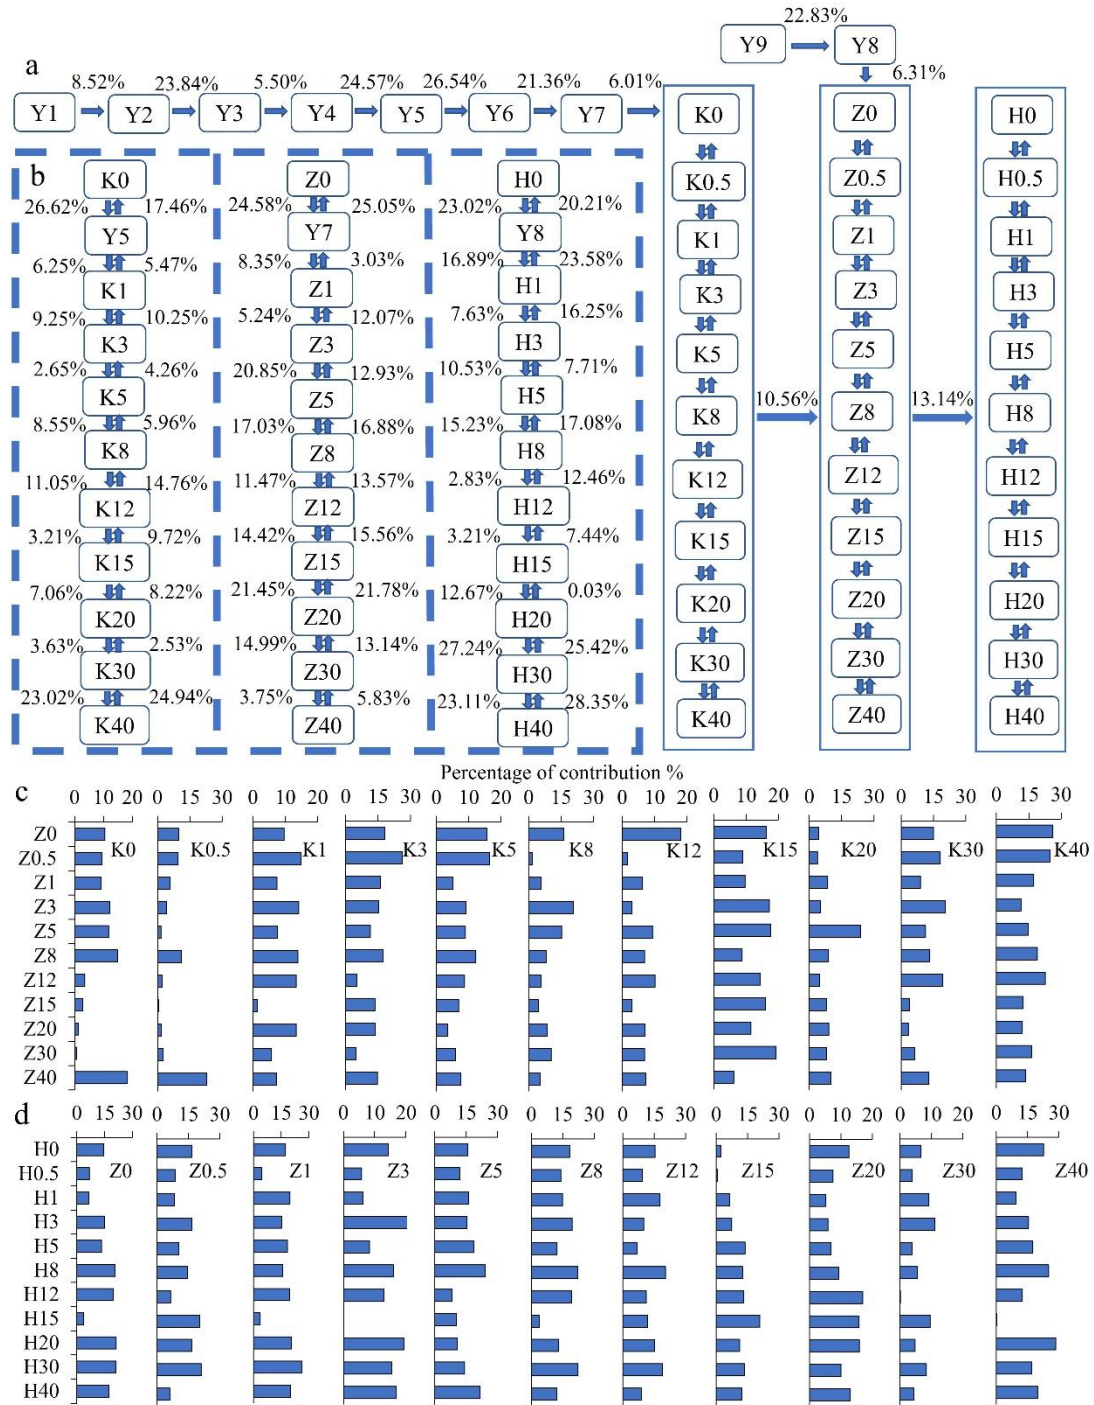 22.83%
Y9 Y8
a
8.52% 23.84% 5.50% 24.57% 26.54% 21.36% 6.01% 6.31%
Y1 Y2 Y3 Y4 Y5 Y6 Y7 K0 Z0 H0
b
K0 Z0 H0 K0.5 Z0.5 H0.5
26.62% 17.46% 24.58% 25.05% 23.02% 20.21%
Y5 Y7 Y8 K1 Z1 H1
6.25% 5.47% 8.35% 3.03% 16.89% 23.58%
K1 Z1 H1 K3 Z3 H3
9.25% 10.25% 5.24% 12.07% 7.63% 16.25%
K3 Z3 H3 K5 Z5 H5
2.65% 4.26% 20.85% 12.93% 10.53% 7.71%
K5 Z5 H5 K8 Z8 H8
10.56% 13.14%
8.55% 5.96% 17.03% 16.88% 15.23% 17.08%
K8 Z8 H8 K12 Z12 H12
11.05% 14.76% 11.47% 13.57% 2.83% 12.46%
K12 Z12 H12 K15 Z15 H15
3.21% 9.72% 14.42% 15.56% 3.21% 7.44%
K15 Z15 H15
7.06% 8.22% 21.45% 21.78% 12.67% 0.03%
K20 Z20 H20 K20 Z20 H20
3.63% 2.53% 14.99% 13.14% 27.24% 25.42%
K30 Z30 H30 K30 Z30 H30
23.02% 24.94% 3.75% 5.83% 23.11% 28.35%
K40 Z40 H40 K40 Z40 H40
Percentage of contribution %
c
0 10 20 0 15 30 0 10 20 0 15 30 0 10 20 0 15 30 0 10 20 0 10 20 0 15 30 0 15 30 0 15 30
Z0
Z0.5 K0 K0.5 K1 K3 K5 K8 K12 K15 K20 K30 K40
Z1
Z3
Z5
Z8
Z12
Z15
Z20
Z30
Z40
d
0 15 30 0 15 30 0 15 30 0 10 20 0 15 30 0 15 30 0 15 30 0 15 30 0 10 20 0 15 30 0 15 30
H0
H0.5 Z0 Z0.5 Z1 Z3 Z5 Z8 Z12 Z15 Z20 Z30 Z40
H1
H3
H5
H8
H12
H15
H20
H30
H40